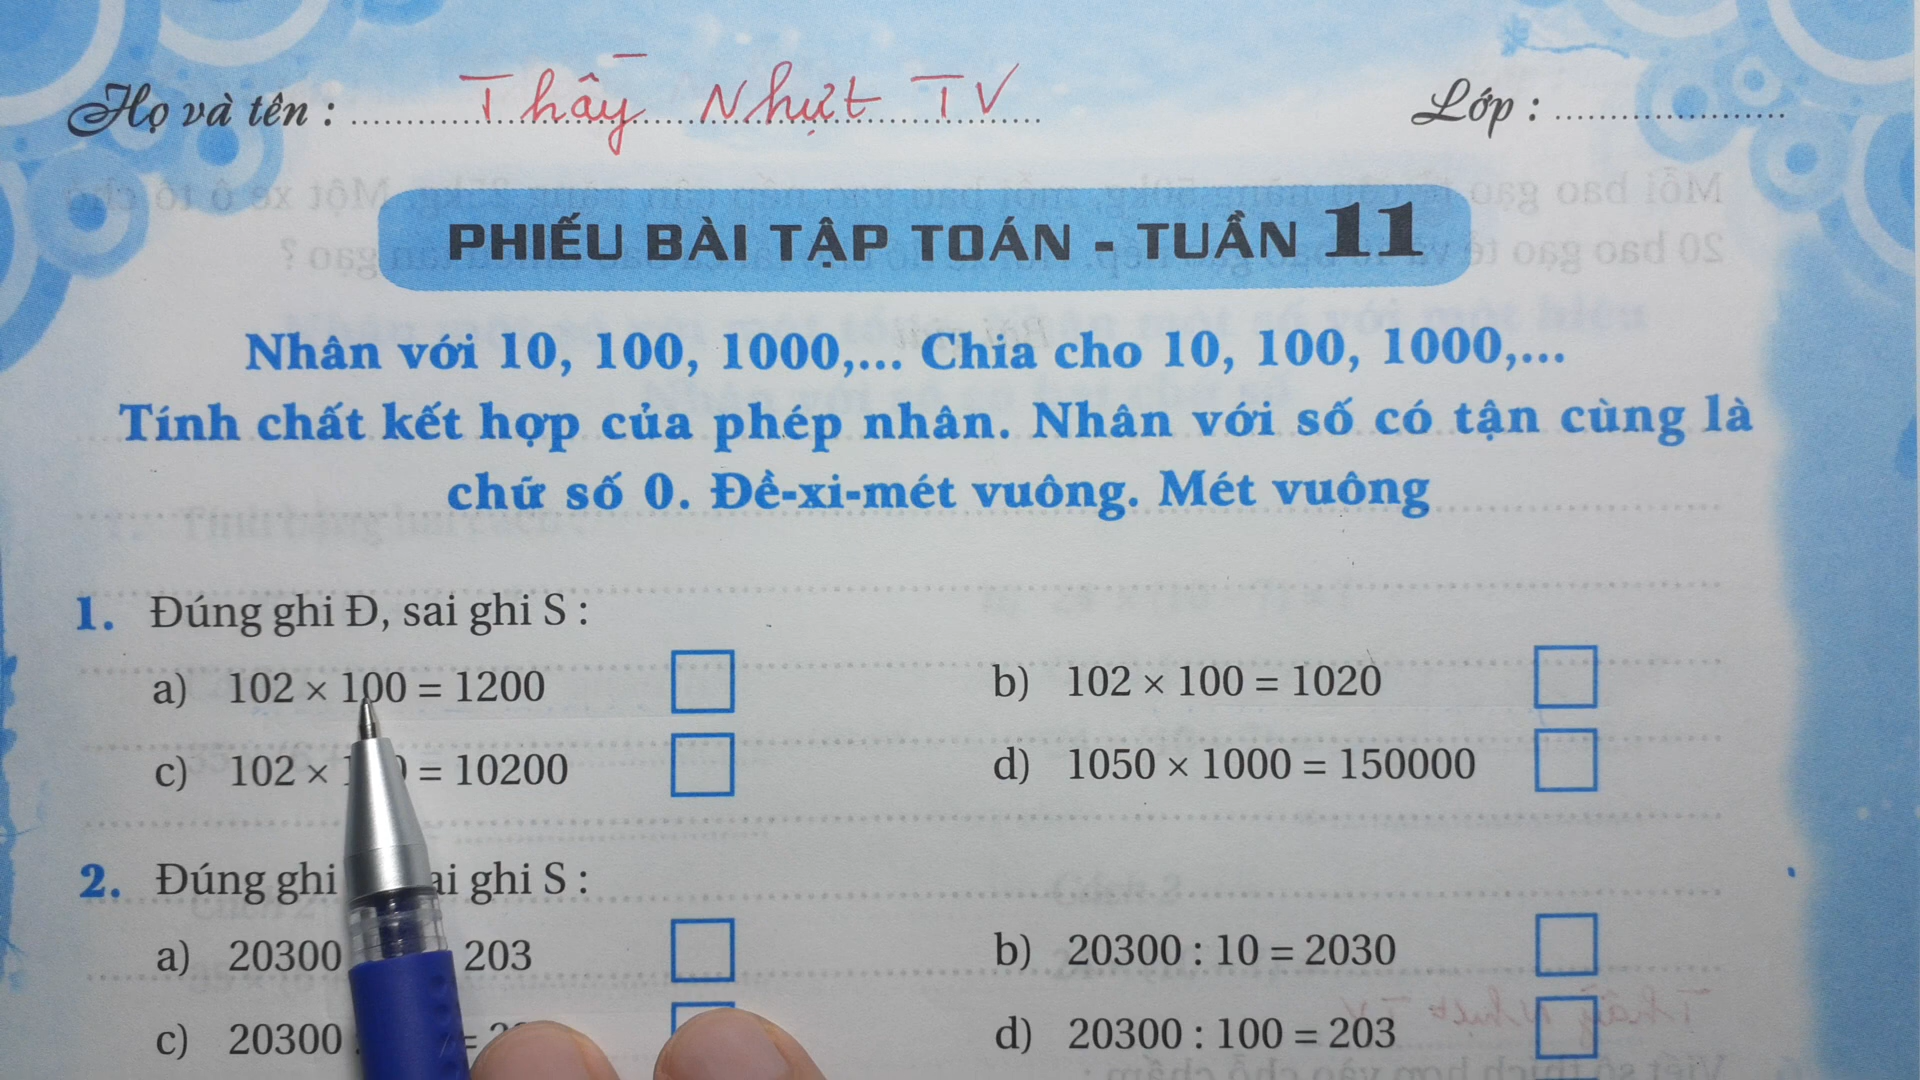 Họ và tên : Thầy Nhựt TV Lớp :
PHIẾU BÀI TẬP TOÁN - TUẦN 11
Nhân với 10, 100, 1000,... Chia cho 10, 100, 1000,...
Tính chất kết hợp của phép nhân. Nhân với số có tận cùng là
chữ số 0. Đề-xi-mét vuông. Mét vuông
1. Đúng ghi Đ, sai ghi S :
a) 102 × 100 = 1200 b) 102 × 100 = 1020
c) 102 × = 10200 d) 1050 × 1000 = 150000
2. Đúng ghi ghi S :
a) 20300 203 b) 20300 : 10 = 2030
c) 20300 = d) 20300 : 100 = 203